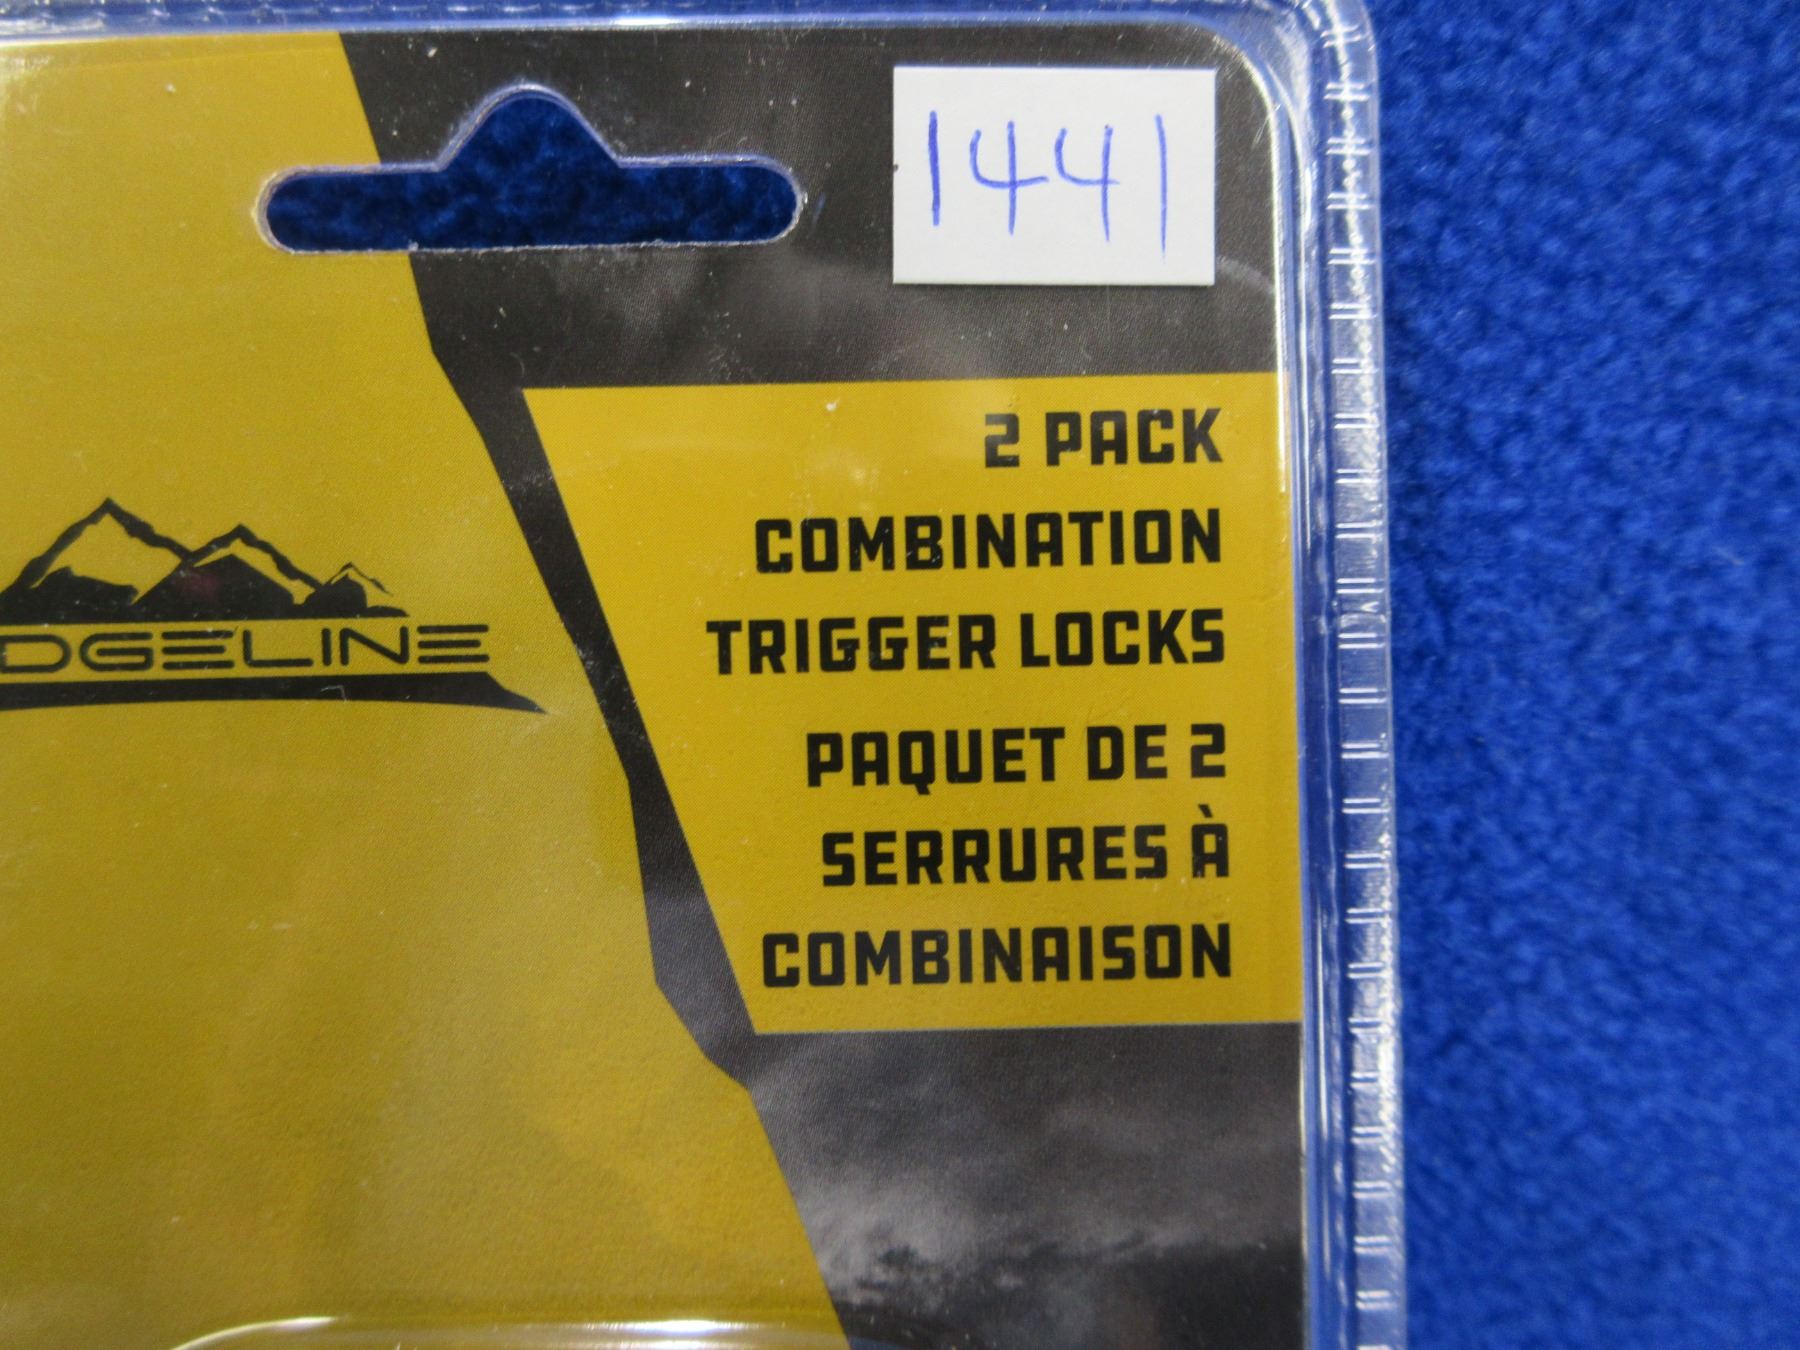 1441
2 PACK
COMBINATION
TRIGGER LOCKS
DGELINE
PAQUET DE 2
SERRURES À
COMBINAISON